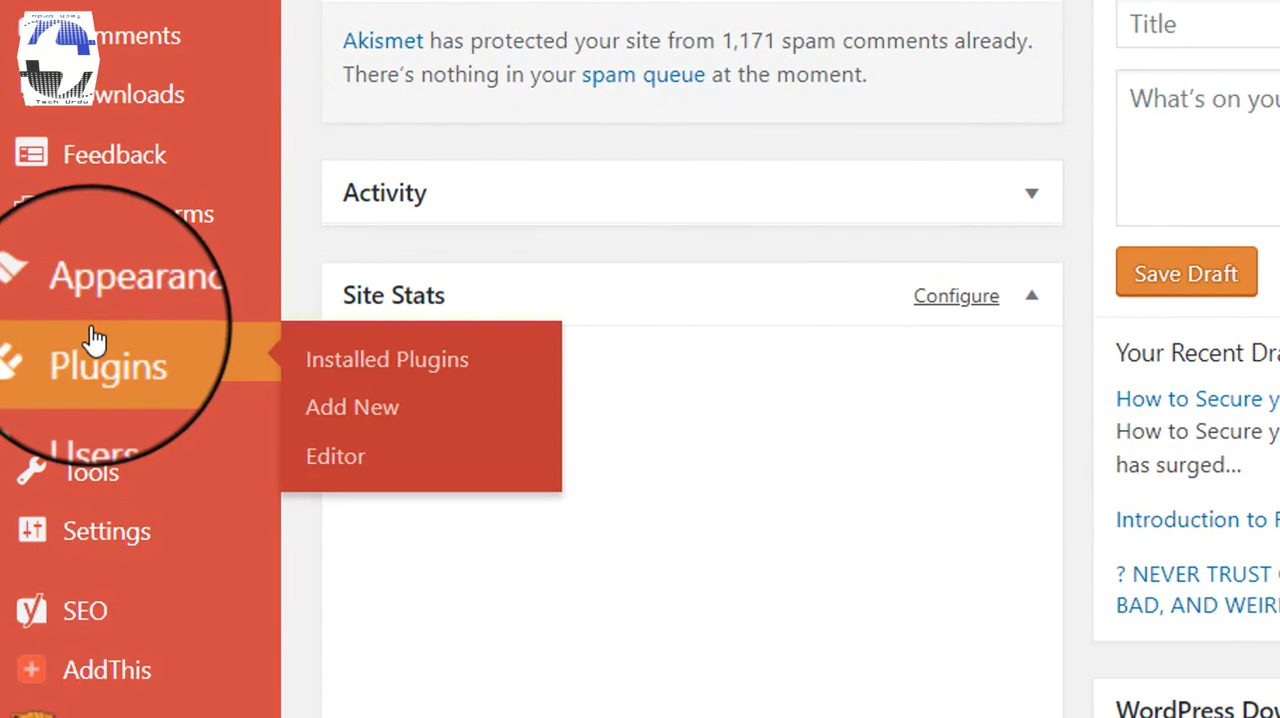 Comments
Downloads
Feedback
Appearanc
Plugins
Users
Tools
Settings
SEO
AddThis
Tech Urdu
Akismet has protected your site from 1,171 spam comments already.
There's nothing in your spam queue at the moment.
Activity
Site Stats
Configure
Installed Plugins
Add New
Editor
Title
What's on you
Save Draft
Your Recent Dra
How to Secure y
How to Secure y
has surged...
Introduction to F
? NEVER TRUST
BAD, AND WEIR
WordPress Dow